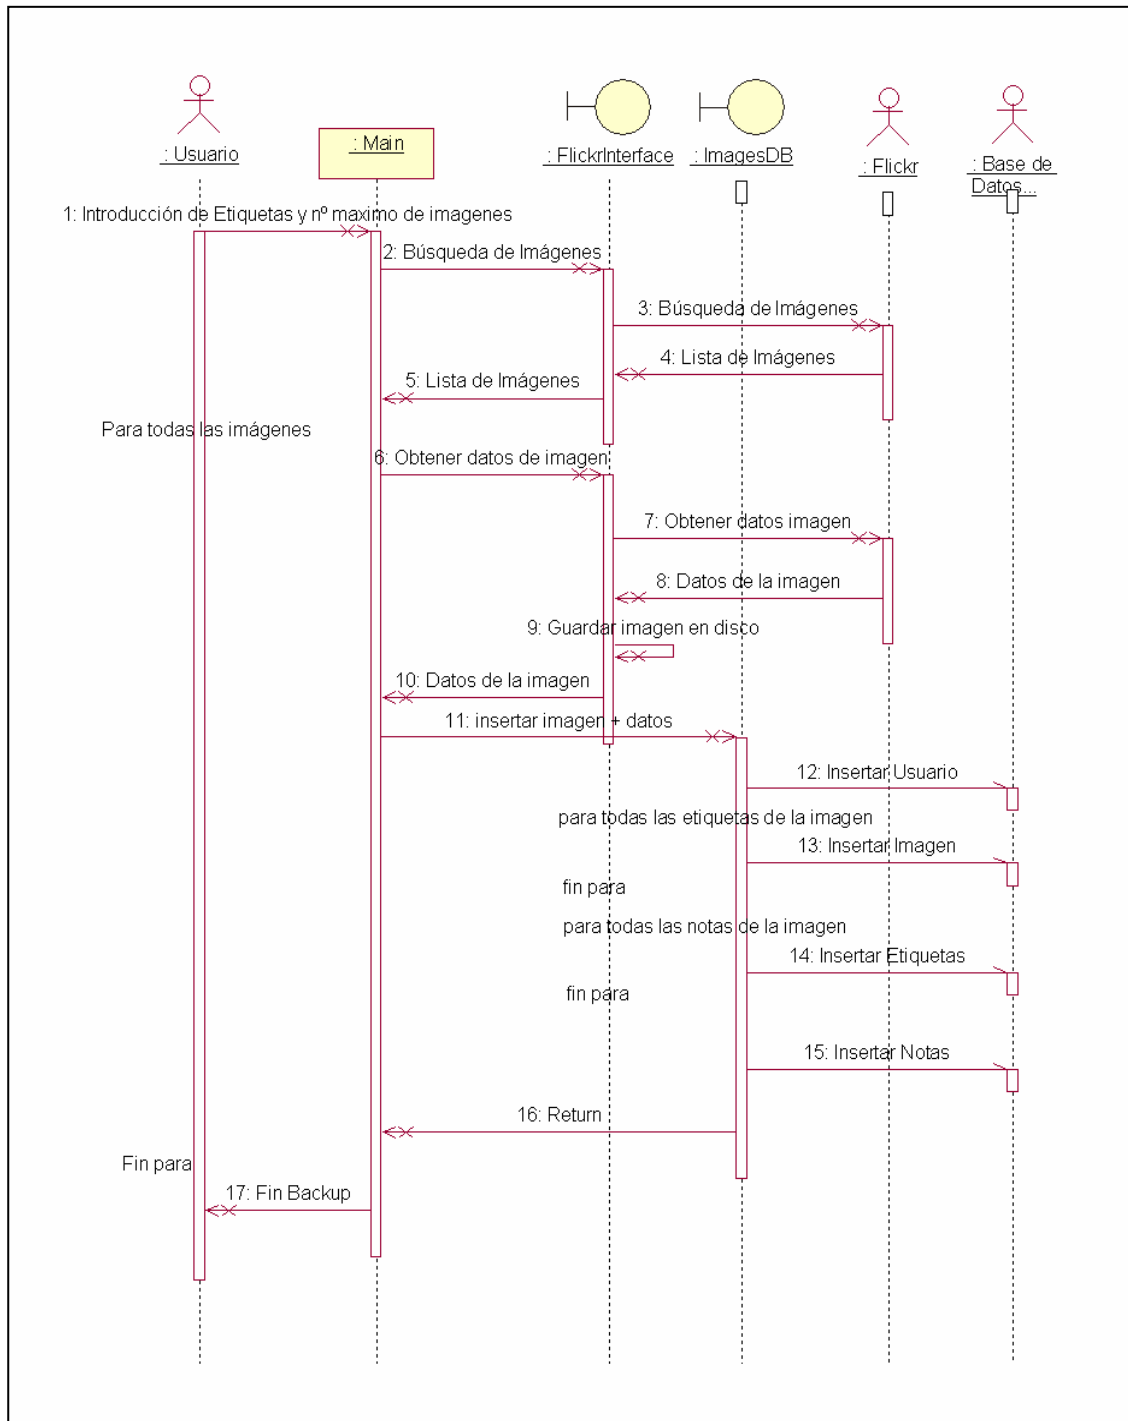 : Usuario
: Main
: FlickrInterface
: ImagesDB
: Flickr
: Base de
Datos...
1: Introducción de Etiquetas y nº maximo de imagenes
2: Búsqueda de Imágenes
3: Búsqueda de Imágenes
4: Lista de Imágenes
5: Lista de Imágenes
Para todas las imágenes
6: Obtener datos de imagen
7: Obtener datos imagen
8: Datos de la imagen
9: Guardar imagen en disco
10: Datos de la imagen
11: insertar imagen + datos
12: Insertar Usuario
para todas las etiquetas de la imagen
13: Insertar Imagen
fin para
para todas las notas de la imagen
14: Insertar Etiquetas
fin para
15: Insertar Notas
16: Return
Fin para
17: Fin Backup